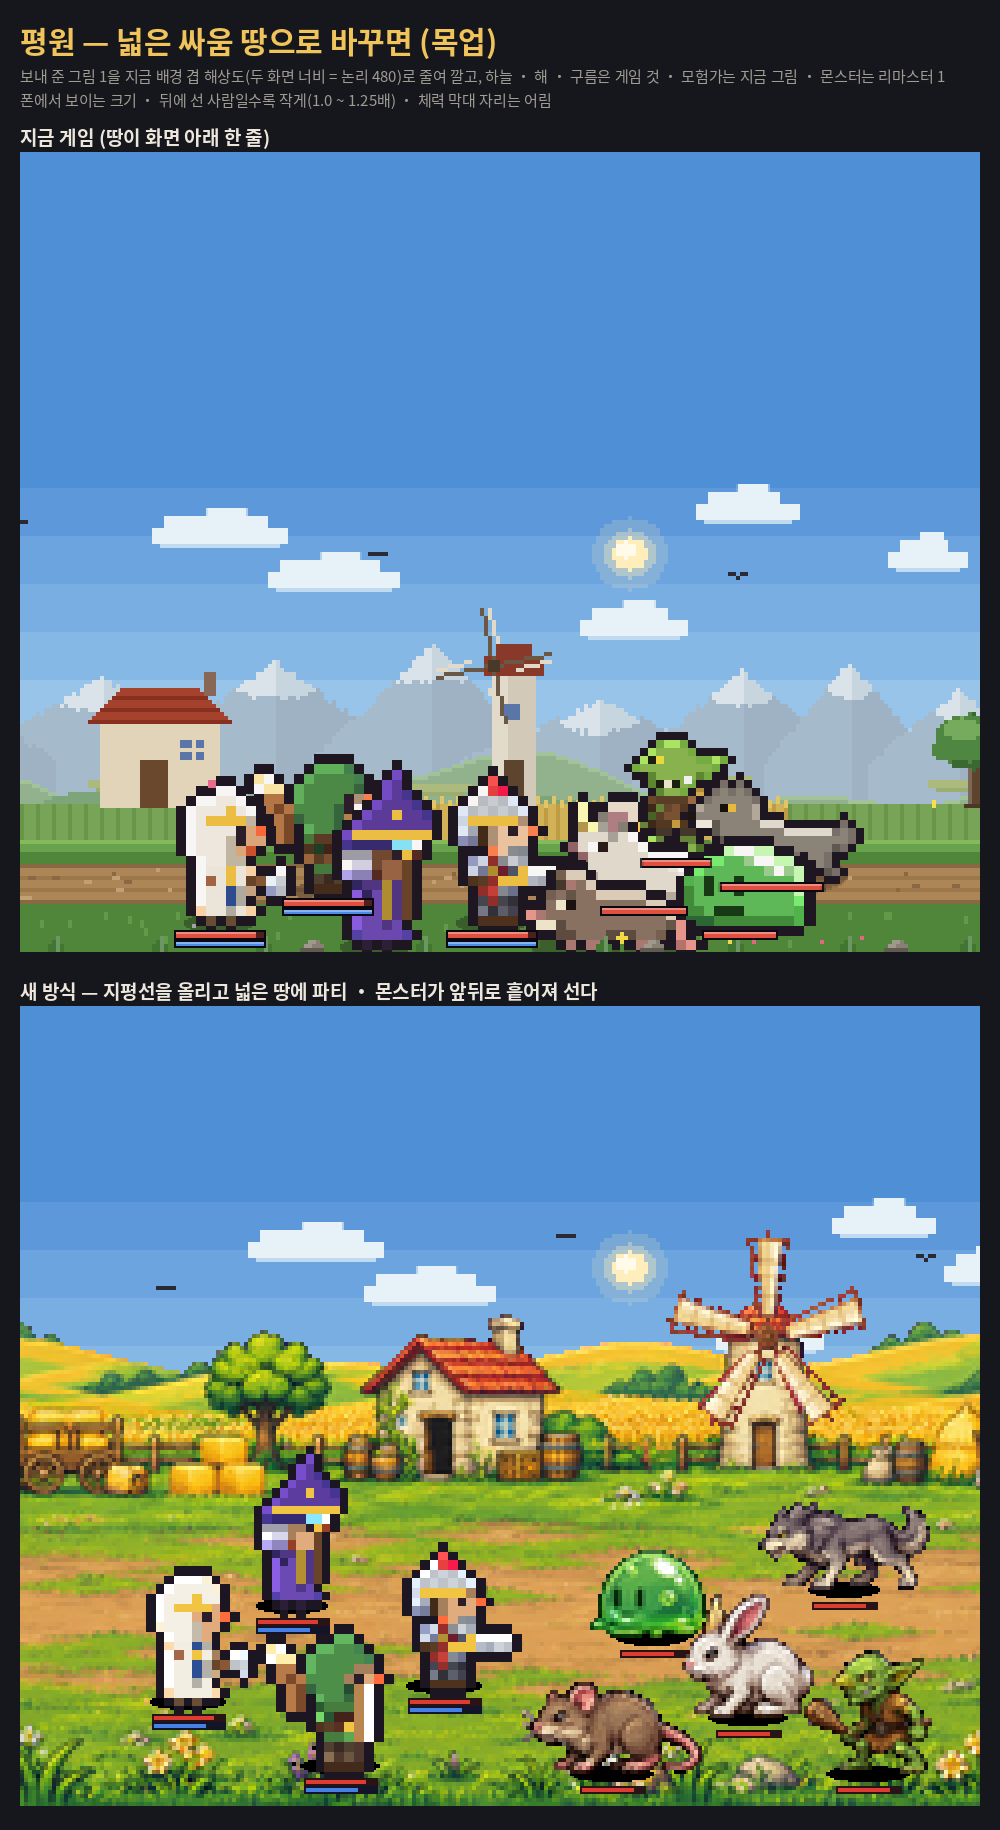 평원 — 넓은 싸움 땅으로 바꾸면 (목업)
보내 준 그림 1을 지금 배경 겹 해상도(두 화면 너비 = 논리 480)로 줄여 깔고, 하늘 · 해 · 구름은 게임 것 · 모험가는 지금 그림 · 몬스터는 리마스터 1
폰에서 보이는 크기 · 뒤에 선 사람일수록 작게(1.0 ~ 1.25배) · 체력 막대 자리는 어림
지금 게임 (땅이 화면 아래 한 줄)
새 방식 — 지평선을 올리고 넓은 땅에 파티 · 몬스터가 앞뒤로 흩어져 선다